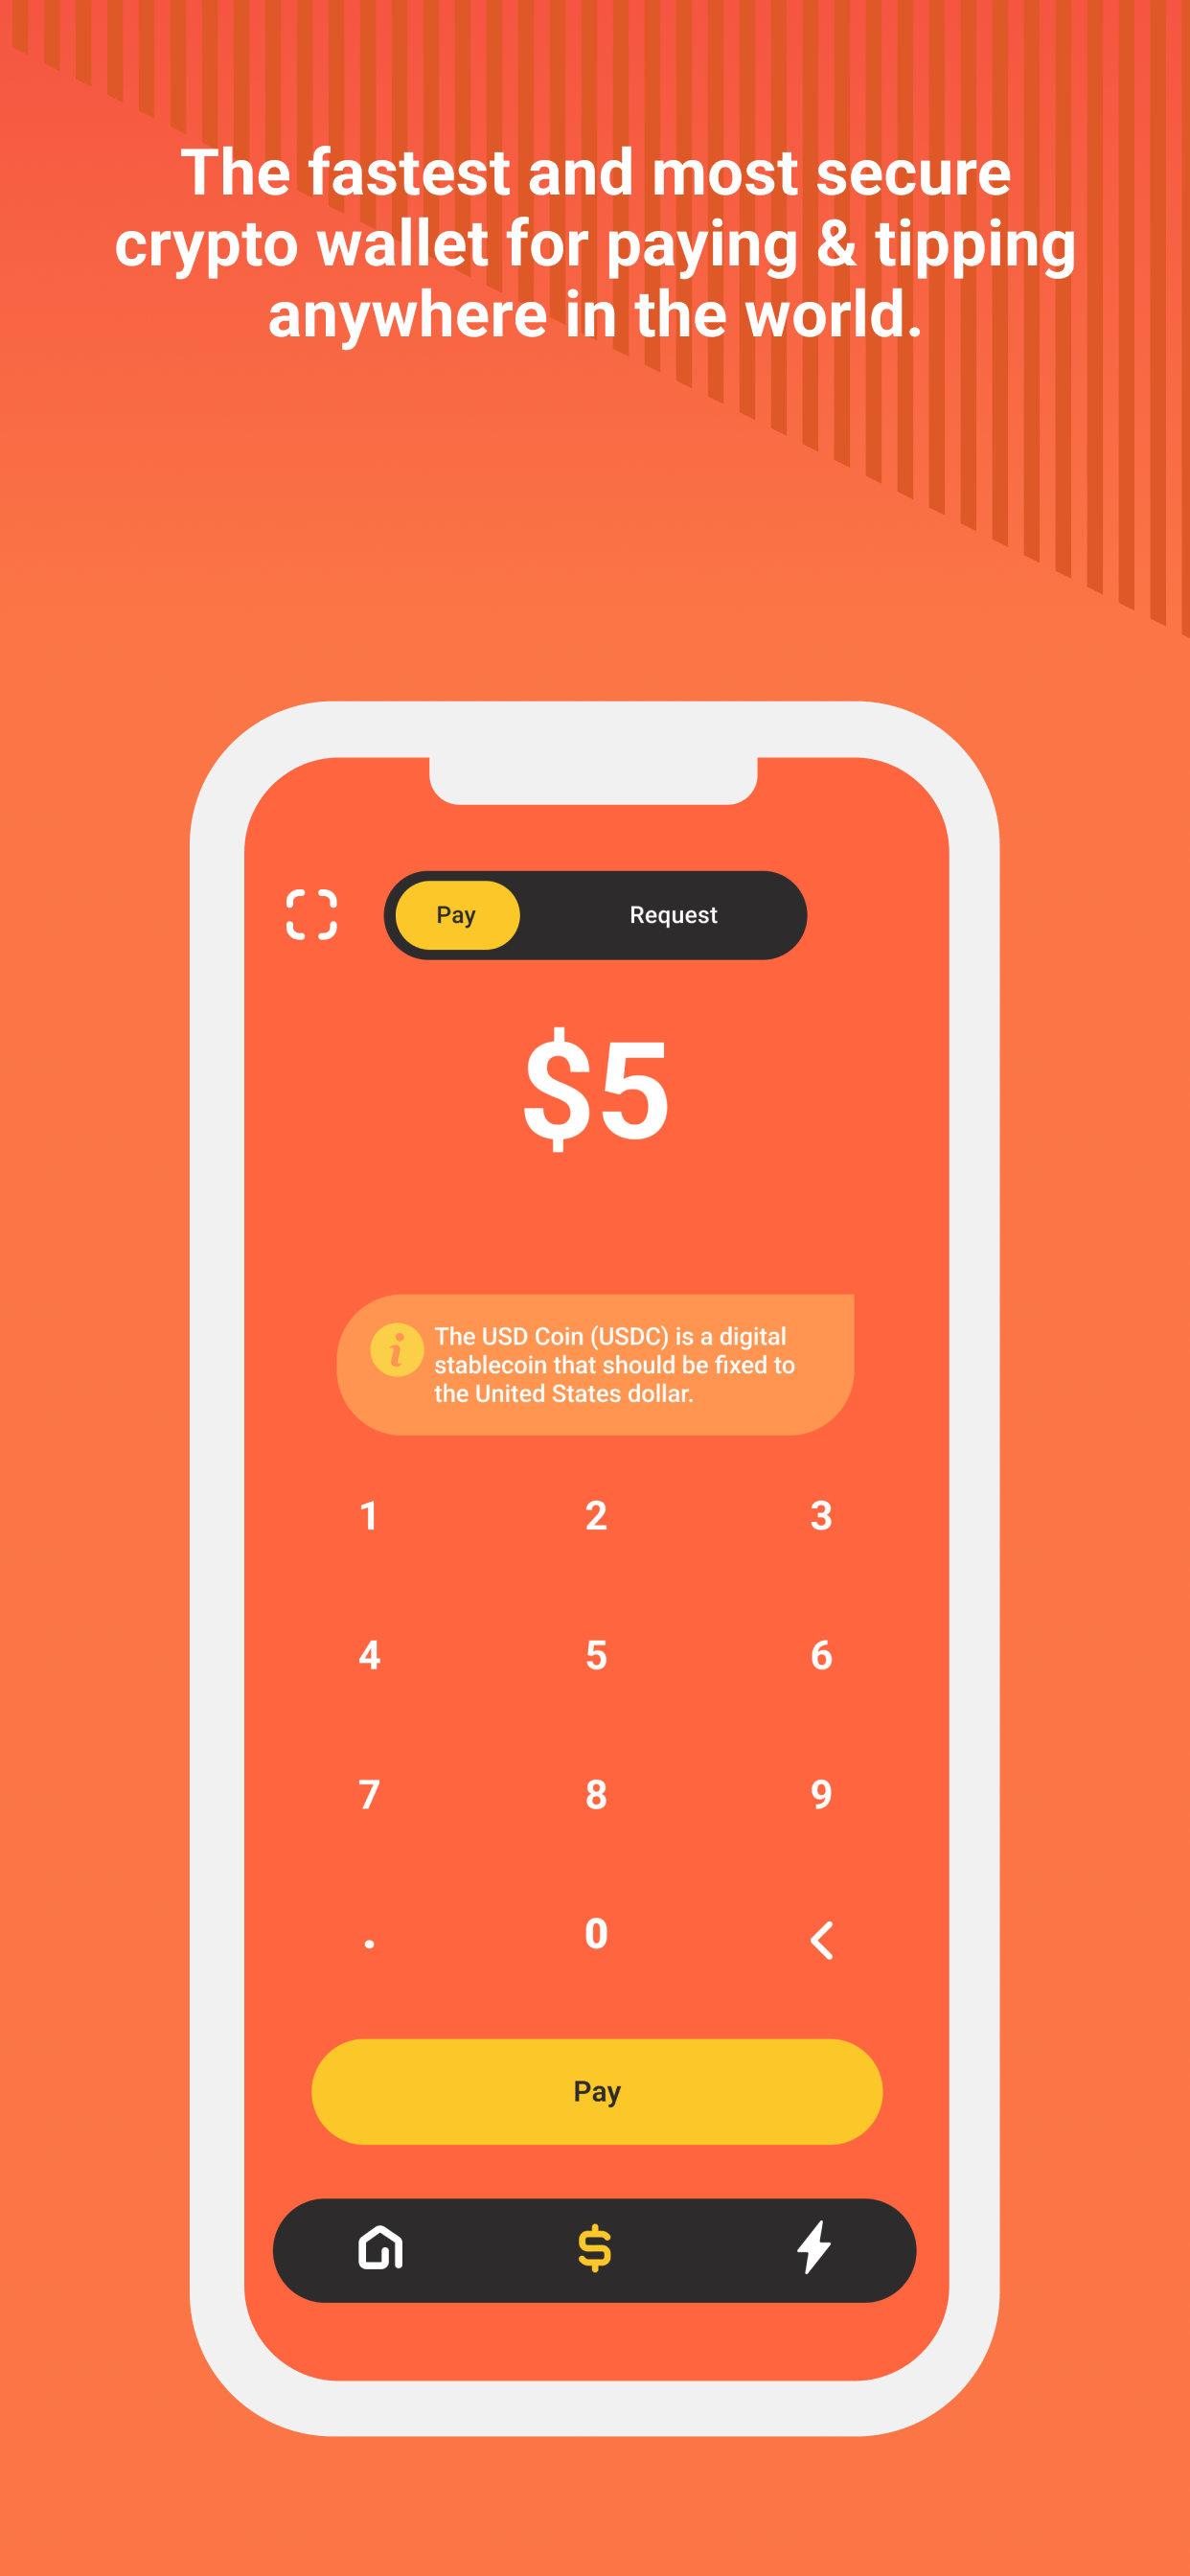 The fastest and most secure
crypto wallet for paying & tipping
anywhere in the world.
Pay Request
$5
The USD Coin (USDC) is a digital
stablecoin that should be fixed to
the United States dollar.
1 2 3
4 5 6
7 8 9
. 0 <
Pay